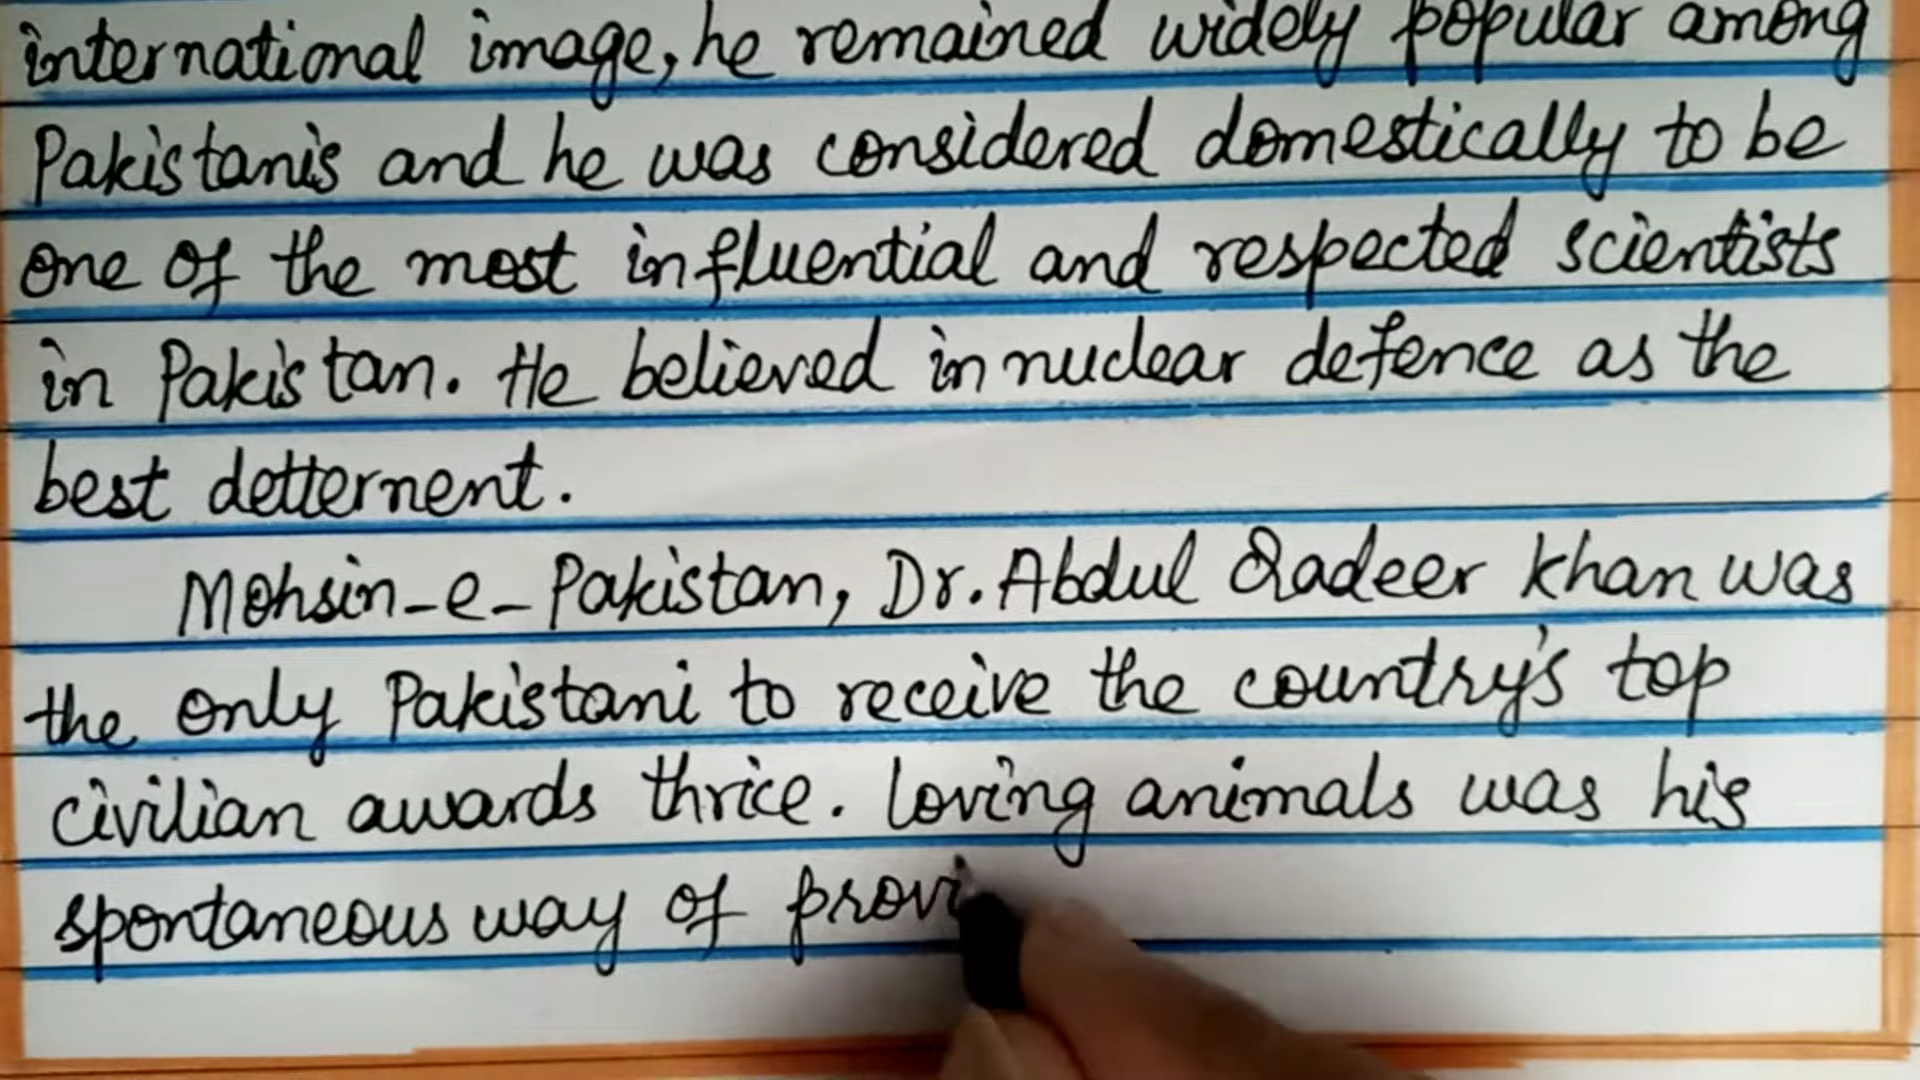 international image, he remained widely popular among
Pakistanis and he was considered domestically to be
one of the most influential and respected scientists
in Pakistan. He believed in nuclear defence as the
best detternent.
Mohsin-e-Pakistan, Dr. Abdul Qadeer Khan was
the only Pakistani to receive the country's top
civilian awards thrice. Loving animals was his
spontaneous way of provi